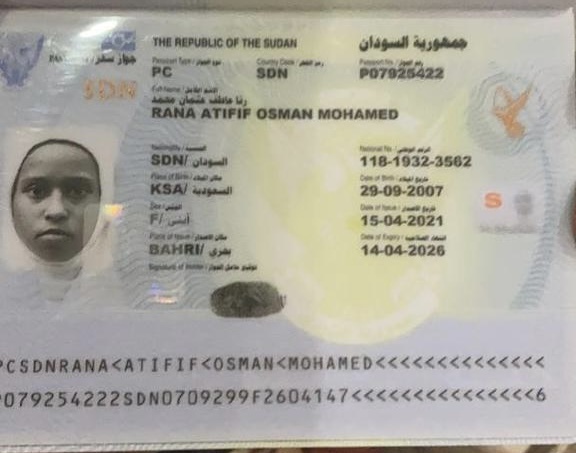 THE REPUBLIC OF THE SUDAN جمهورية السودان
جواز سفر
Passport Type / نوع الجواز Country Code / رمز القطر Passport No. / رقم الجواز
PC SDN P07925422
SDN
Full Name / الاسم الكامل
رنا عاطف عثمان محمد
RANA ATIFIF OSMAN MOHAMED
Nationality / الجنسية National No. / الرقم الوطني
SDN/ السودان 118-1932-3562
Place of Birth / مكان الميلاد Date of Birth / تاريخ الميلاد
KSA/ السعودية 29-09-2007
Sex / الجنس Date of Issue / تاريخ الاصدار
F/ أنثى 15-04-2021
S
Place of Issue / مكان الاصدار Date of Expiry /
BAHRI/ بحري 14-04-2026
Signature of Holder / توقيع حامل الجواز
PCSDNRANA<ATIFIF<OSMAN<MOHAMED<<<<<<<<<<<<<<
P079254222SDN0709299F2604147<<<<<<<<<<<<<<<6